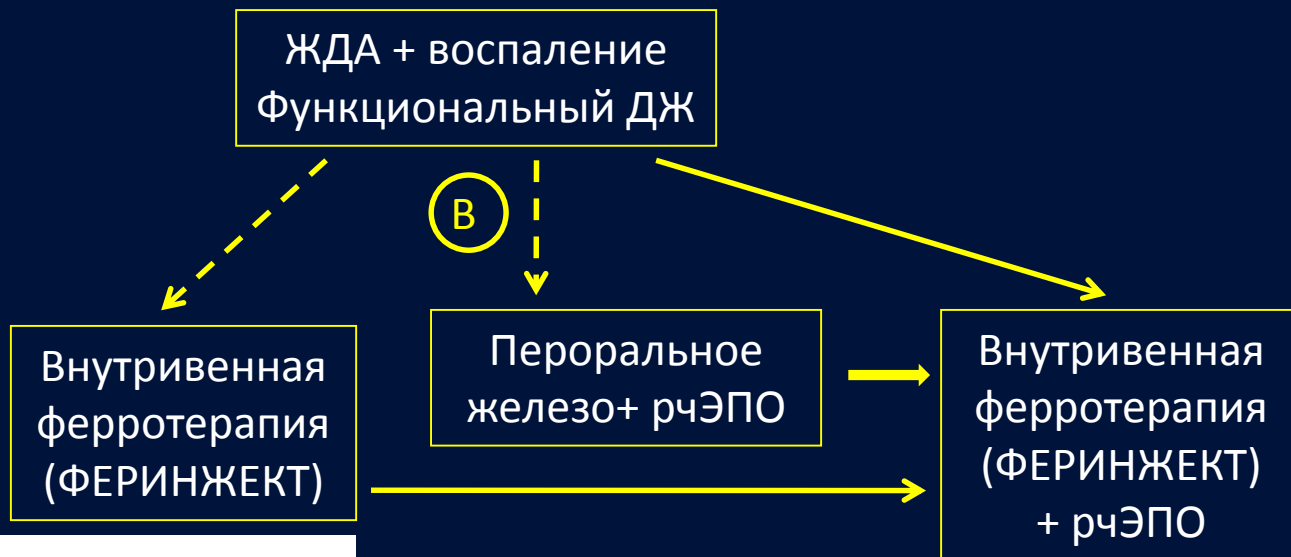 ЖДА + воспаление
Функциональный ДЖ
В
Внутривенная
ферротерапия
(ФЕРИНЖЕКТ)
Пероральное
железо+ рчЭПО
Внутривенная
ферротерапия
(ФЕРИНЖЕКТ)
+ рчЭПО